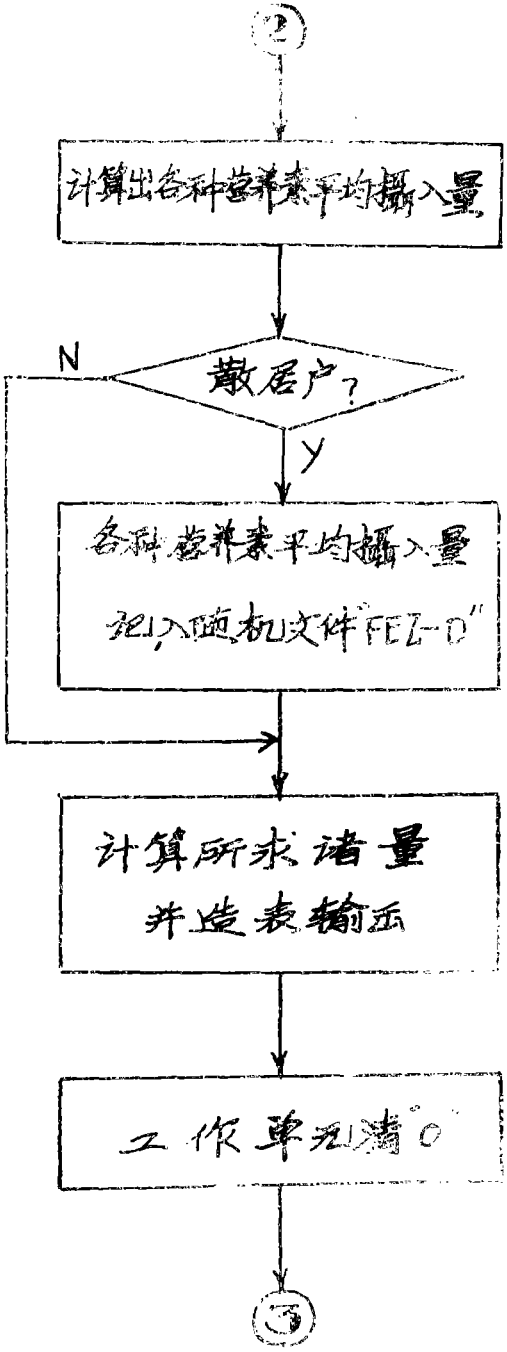 ②
计算出各种营养素平均摄入量
N
散居户?
Y
各种营养素平均摄入量
记入随机文件"FEZ-D"
计算所求诸量
并造表输出
工作单元清"0"
③